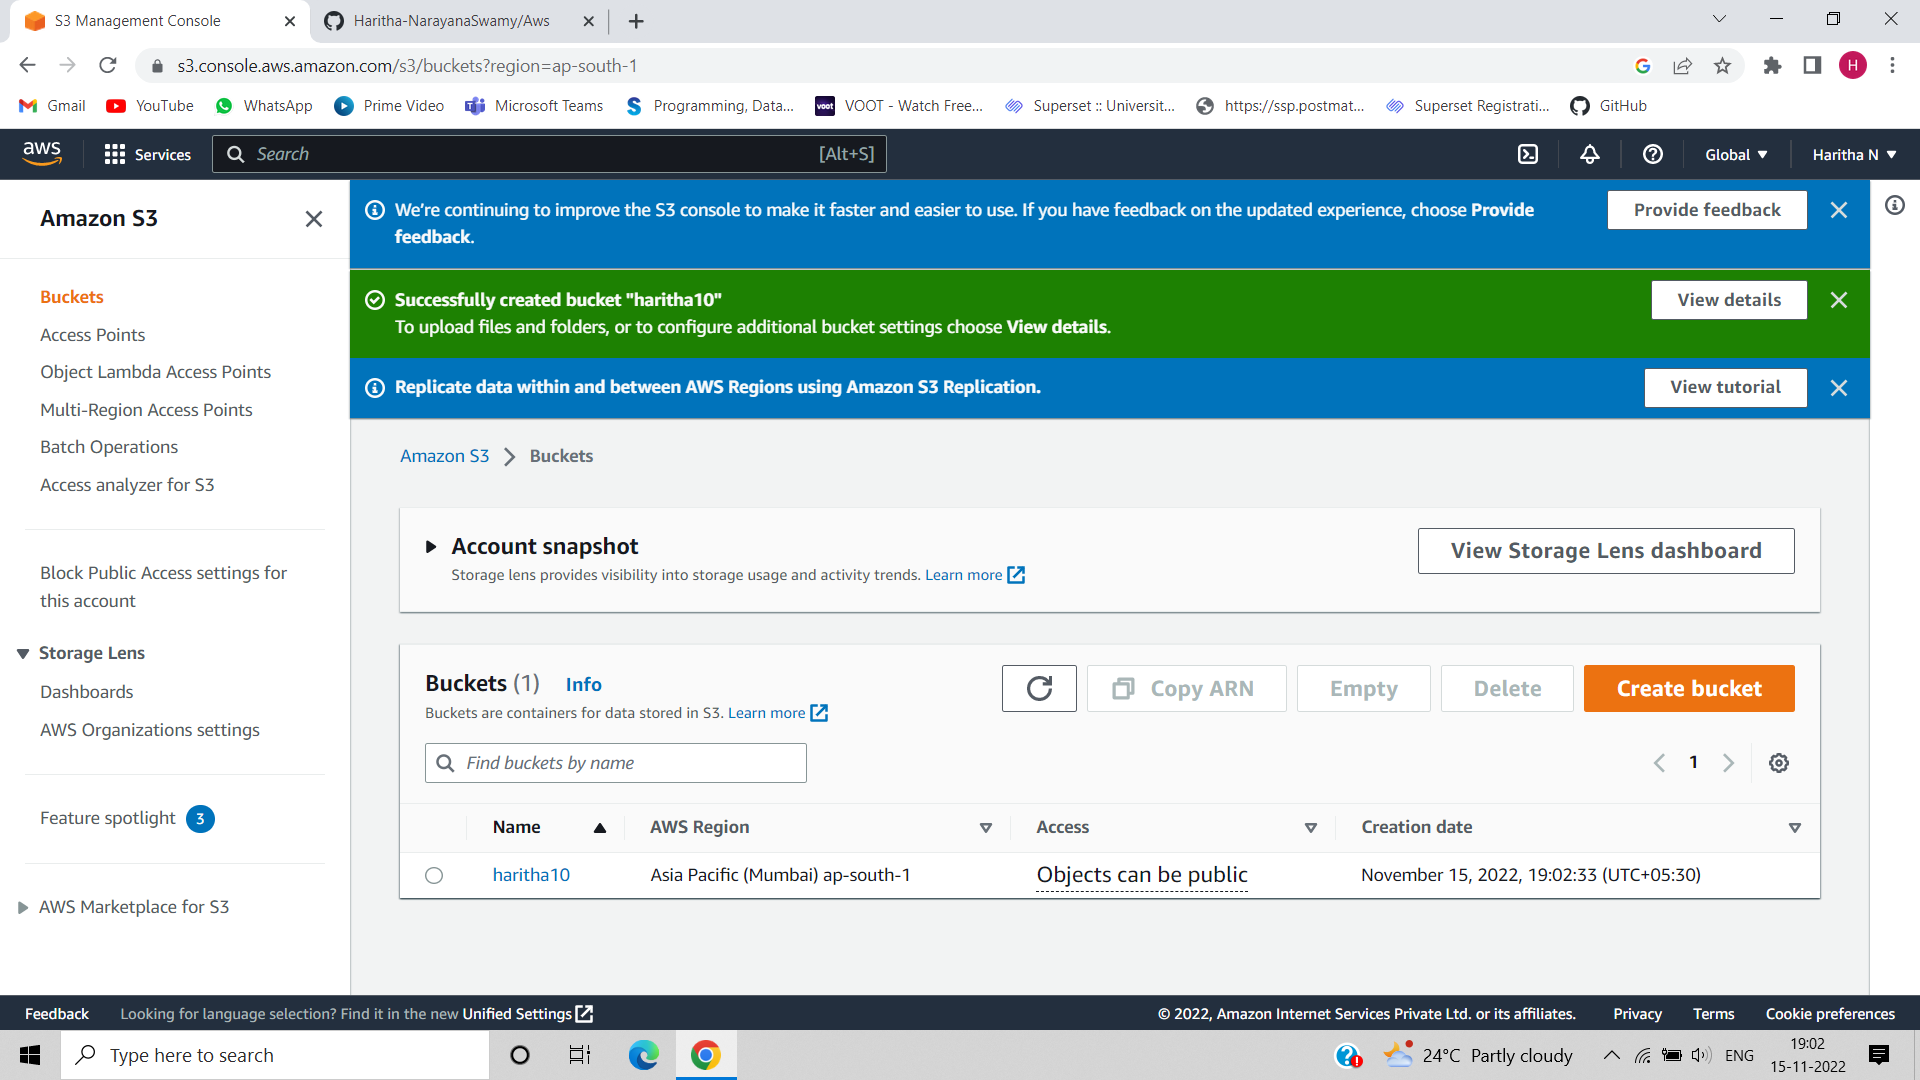 S3 Management Console
Haritha-NarayanaSwamy/Aws
s3.console.aws.amazon.com/s3/buckets?region=ap-south-1
H
Gmail
YouTube
WhatsApp
Prime Video
Microsoft Teams
Programming, Data...
VOOT - Watch Free...
Superset :: Universit...
https://ssp.postmat...
Superset Registrati...
GitHub
aws
Services
Search
[Alt+S]
Global
Haritha N
Amazon S3
Buckets
Access Points
Object Lambda Access Points
Multi-Region Access Points
Batch Operations
Access analyzer for S3
Block Public Access settings for
this account
Storage Lens
Dashboards
AWS Organizations settings
Feature spotlight 3
AWS Marketplace for S3
We're continuing to improve the S3 console to make it faster and easier to use. If you have feedback on the updated experience, choose Provide
feedback.
Provide feedback
Successfully created bucket "haritha10"
To upload files and folders, or to configure additional bucket settings choose View details.
View details
Replicate data within and between AWS Regions using Amazon S3 Replication.
View tutorial
Amazon S3
Buckets
Account snapshot
Storage lens provides visibility into storage usage and activity trends. Learn more
View Storage Lens dashboard
Buckets (1) Info
Buckets are containers for data stored in S3. Learn more
Copy ARN
Empty
Delete
Create bucket
Find buckets by name
1
Name
AWS Region
Access
Creation date
haritha10
Asia Pacific (Mumbai) ap-south-1
Objects can be public
November 15, 2022, 19:02:33 (UTC+05:30)
Feedback
Looking for language selection? Find it in the new Unified Settings
© 2022, Amazon Internet Services Private Ltd. or its affiliates.
Privacy
Terms
Cookie preferences
Type here to search
24°C Partly cloudy
ENG
19:02
15-11-2022